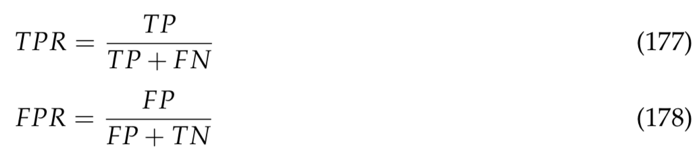 TPR = TP / (TP + FN) (177)
FPR = FP / (FP + TN) (178)